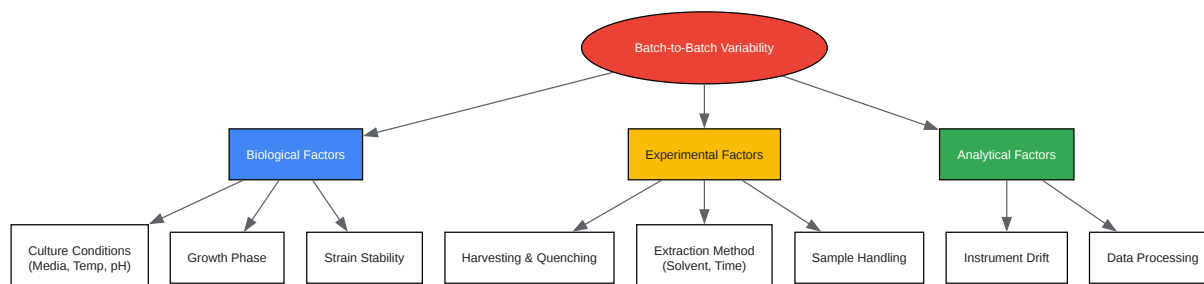 Batch-to-Batch Variability
Biological Factors
Experimental Factors
Analytical Factors
Culture Conditions
(Media, Temp, pH)
Growth Phase
Strain Stability
Harvesting & Quenching
Extraction Method
(Solvent, Time)
Sample Handling
Instrument Drift
Data Processing